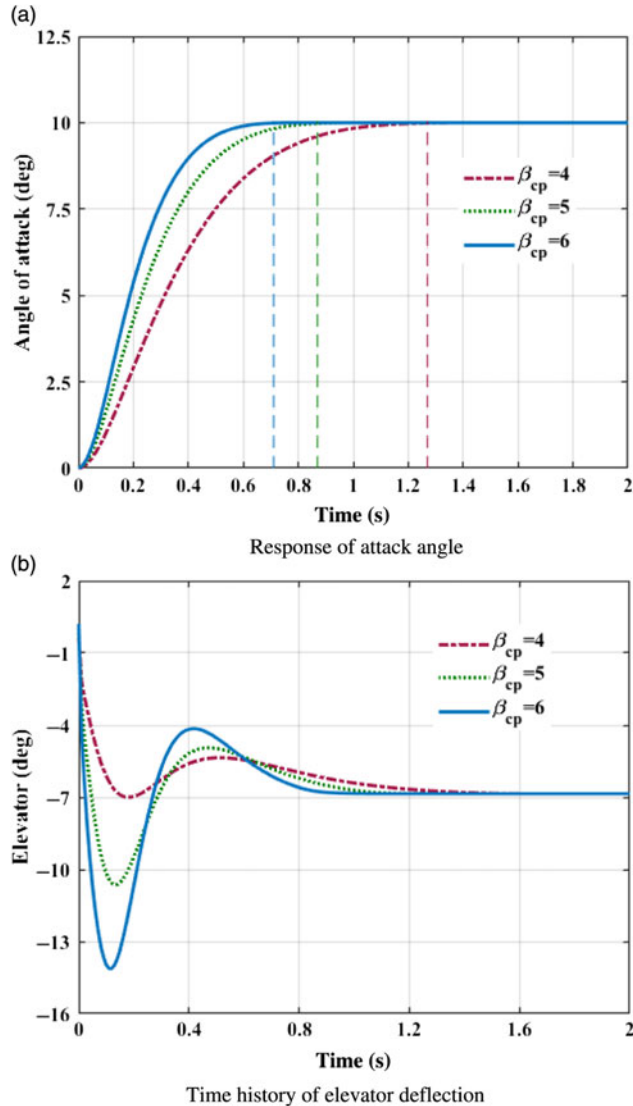 (a)
12.5
10
7.5
5
2.5
0
Angle of attack (deg)
β_cp=4
β_cp=5
β_cp=6
0 0.2 0.4 0.6 0.8 1 1.2 1.4 1.6 1.8 2
Time (s)
Response of attack angle
(b)
2
−1
−4
−7
−10
−13
−16
Elevator (deg)
β_cp=4
β_cp=5
β_cp=6
0 0.4 0.8 1.2 1.6 2
Time (s)
Time history of elevator deflection